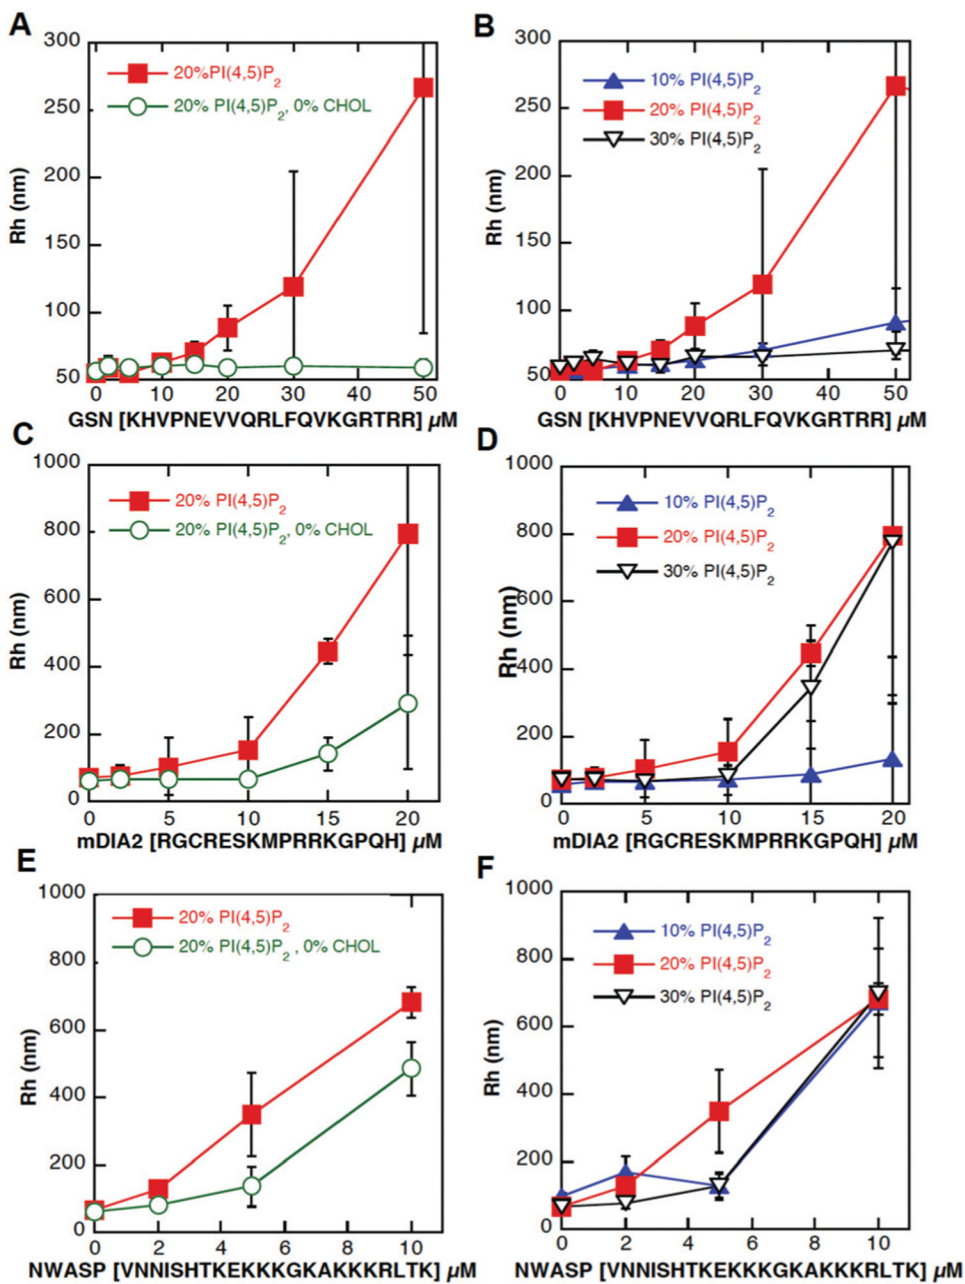 A
300
250
200
150
100
50
Rh (nm)
20%PI(4,5)P2
20% PI(4,5)P2, 0% CHOL
0 10 20 30 40 50
GSN [KHVPNEVVQRLFQVKGRTRR] µM
B
300
250
200
150
100
50
Rh (nm)
10% PI(4,5)P2
20% PI(4,5)P2
30% PI(4,5)P2
0 10 20 30 40 50
GSN [KHVPNEVVQRLFQVKGRTRR] µM
C
1000
800
600
400
200
0
Rh (nm)
20% PI(4,5)P2
20% PI(4,5)P2, 0% CHOL
0 5 10 15 20
mDIA2 [RGCRESKMPRRKGPQH] µM
D
1000
800
600
400
200
0
Rh (nm)
10% PI(4,5)P2
20% PI(4,5)P2
30% PI(4,5)P2
0 5 10 15 20
mDIA2 [RGCRESKMPRRKGPQH] µM
E
1000
800
600
400
200
0
Rh (nm)
20% PI(4,5)P2
20% PI(4,5)P2 , 0% CHOL
0 2 4 6 8 10
NWASP [VNNISHTKEKKKGKAKKKRLTK] µM
F
1000
800
600
400
200
0
Rh (nm)
10% PI(4,5)P2
20% PI(4,5)P2
30% PI(4,5)P2
0 2 4 6 8 10
NWASP [VNNISHTKEKKKGKAKKKRLTK] µM